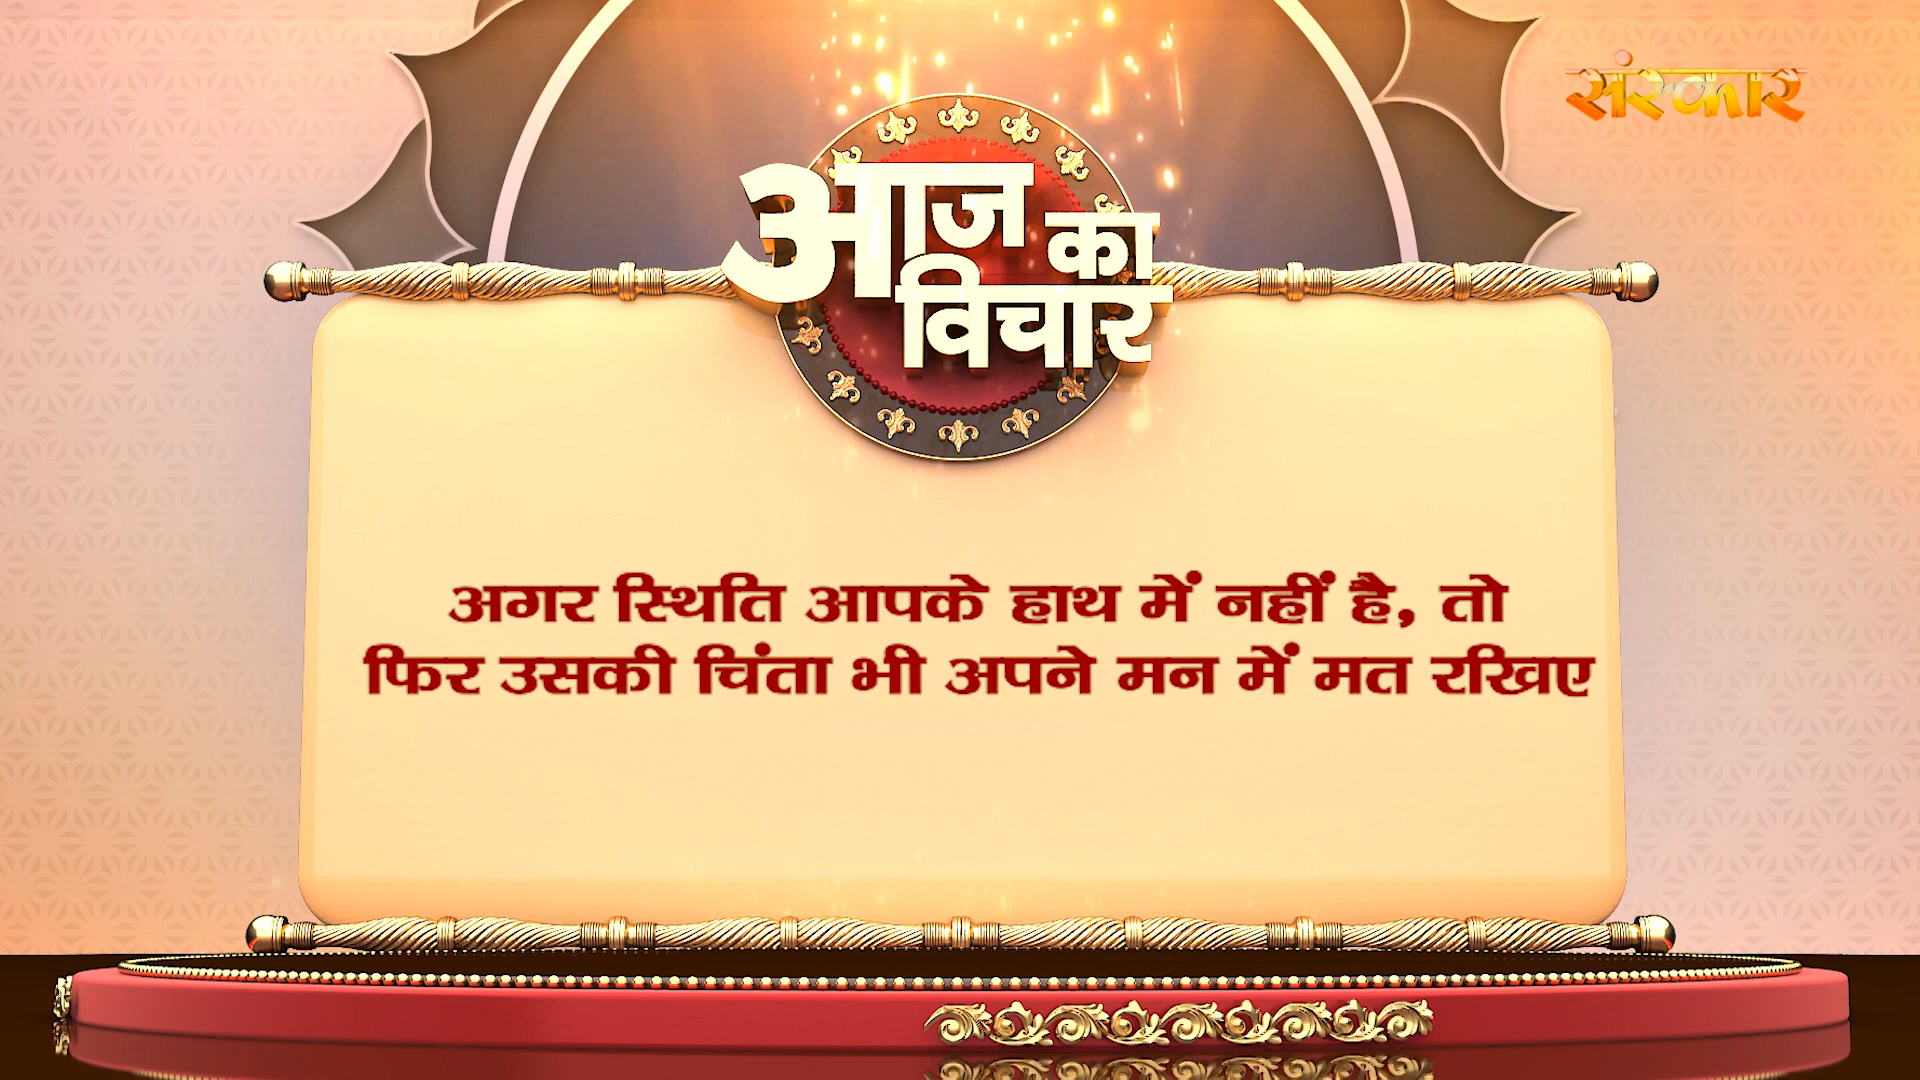 संस्कार
आज का
विचार
अगर स्थिति आपके हाथ में नहीं है, तो
फिर उसकी चिंता भी अपने मन में मत रखिए